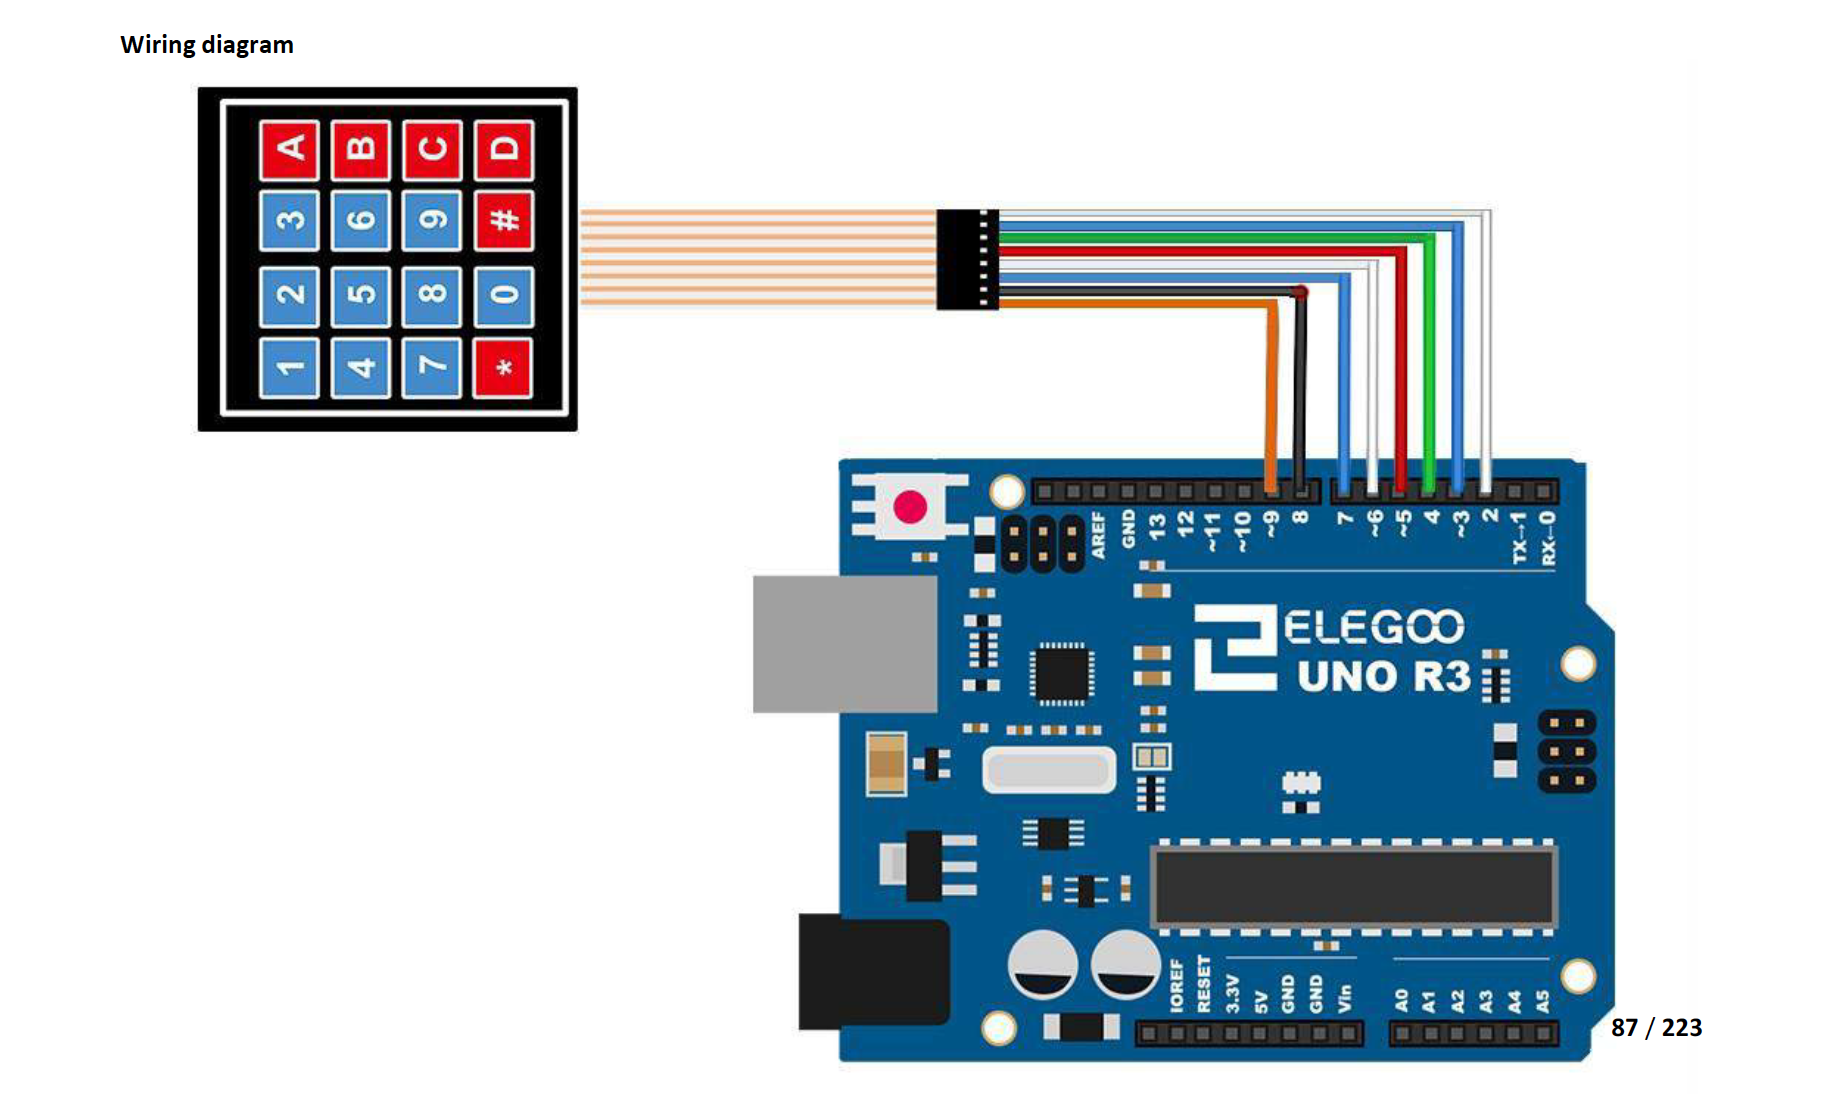 Wiring diagram
A B C D
3 6 9 #
2 5 8 0
1 4 7 *
AREF
GND
13
12
~11
~10
~9
8
7
~6
~5
4
~3
2
TX→1
RX←0
ELEGOO
UNO R3
IOREF
RESET
3.3V
5V
GND
GND
Vin
A0
A1
A2
A3
A4
A5
87 / 223